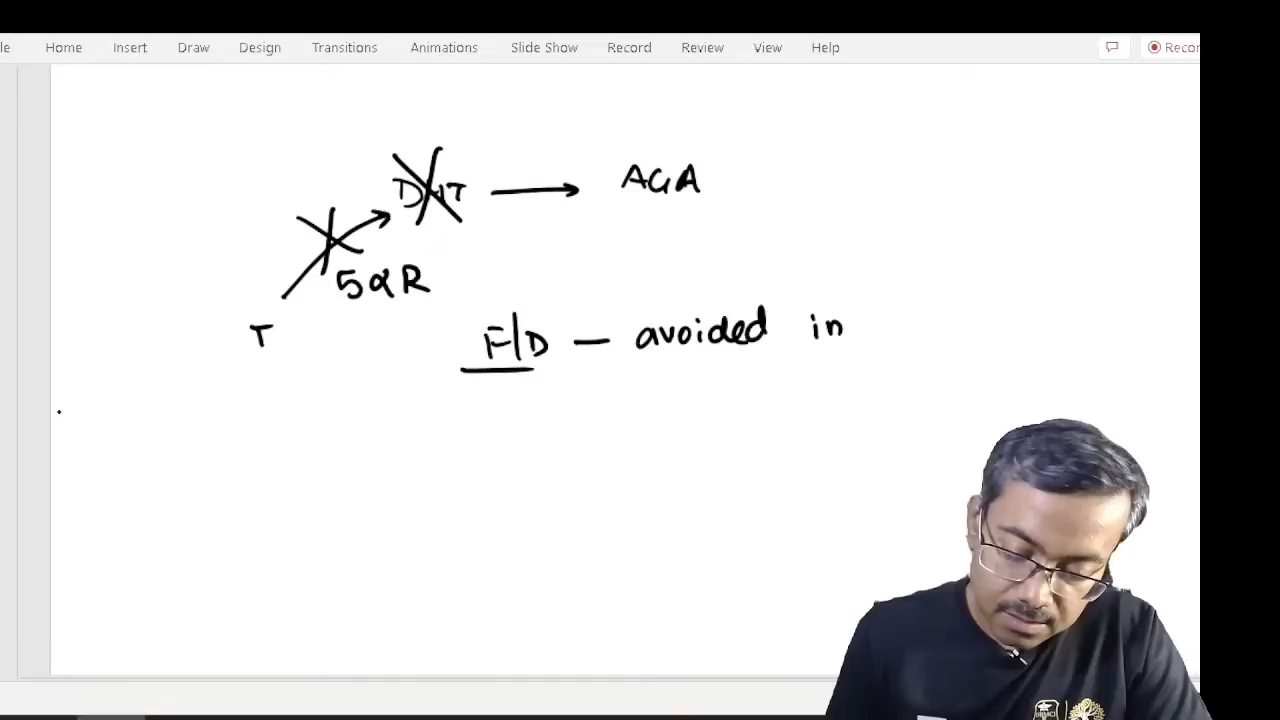 Home Insert Draw Design Transitions Animations Slide Show Record Review View Help
DHT AGA
5αR
T
F/D — avoided in